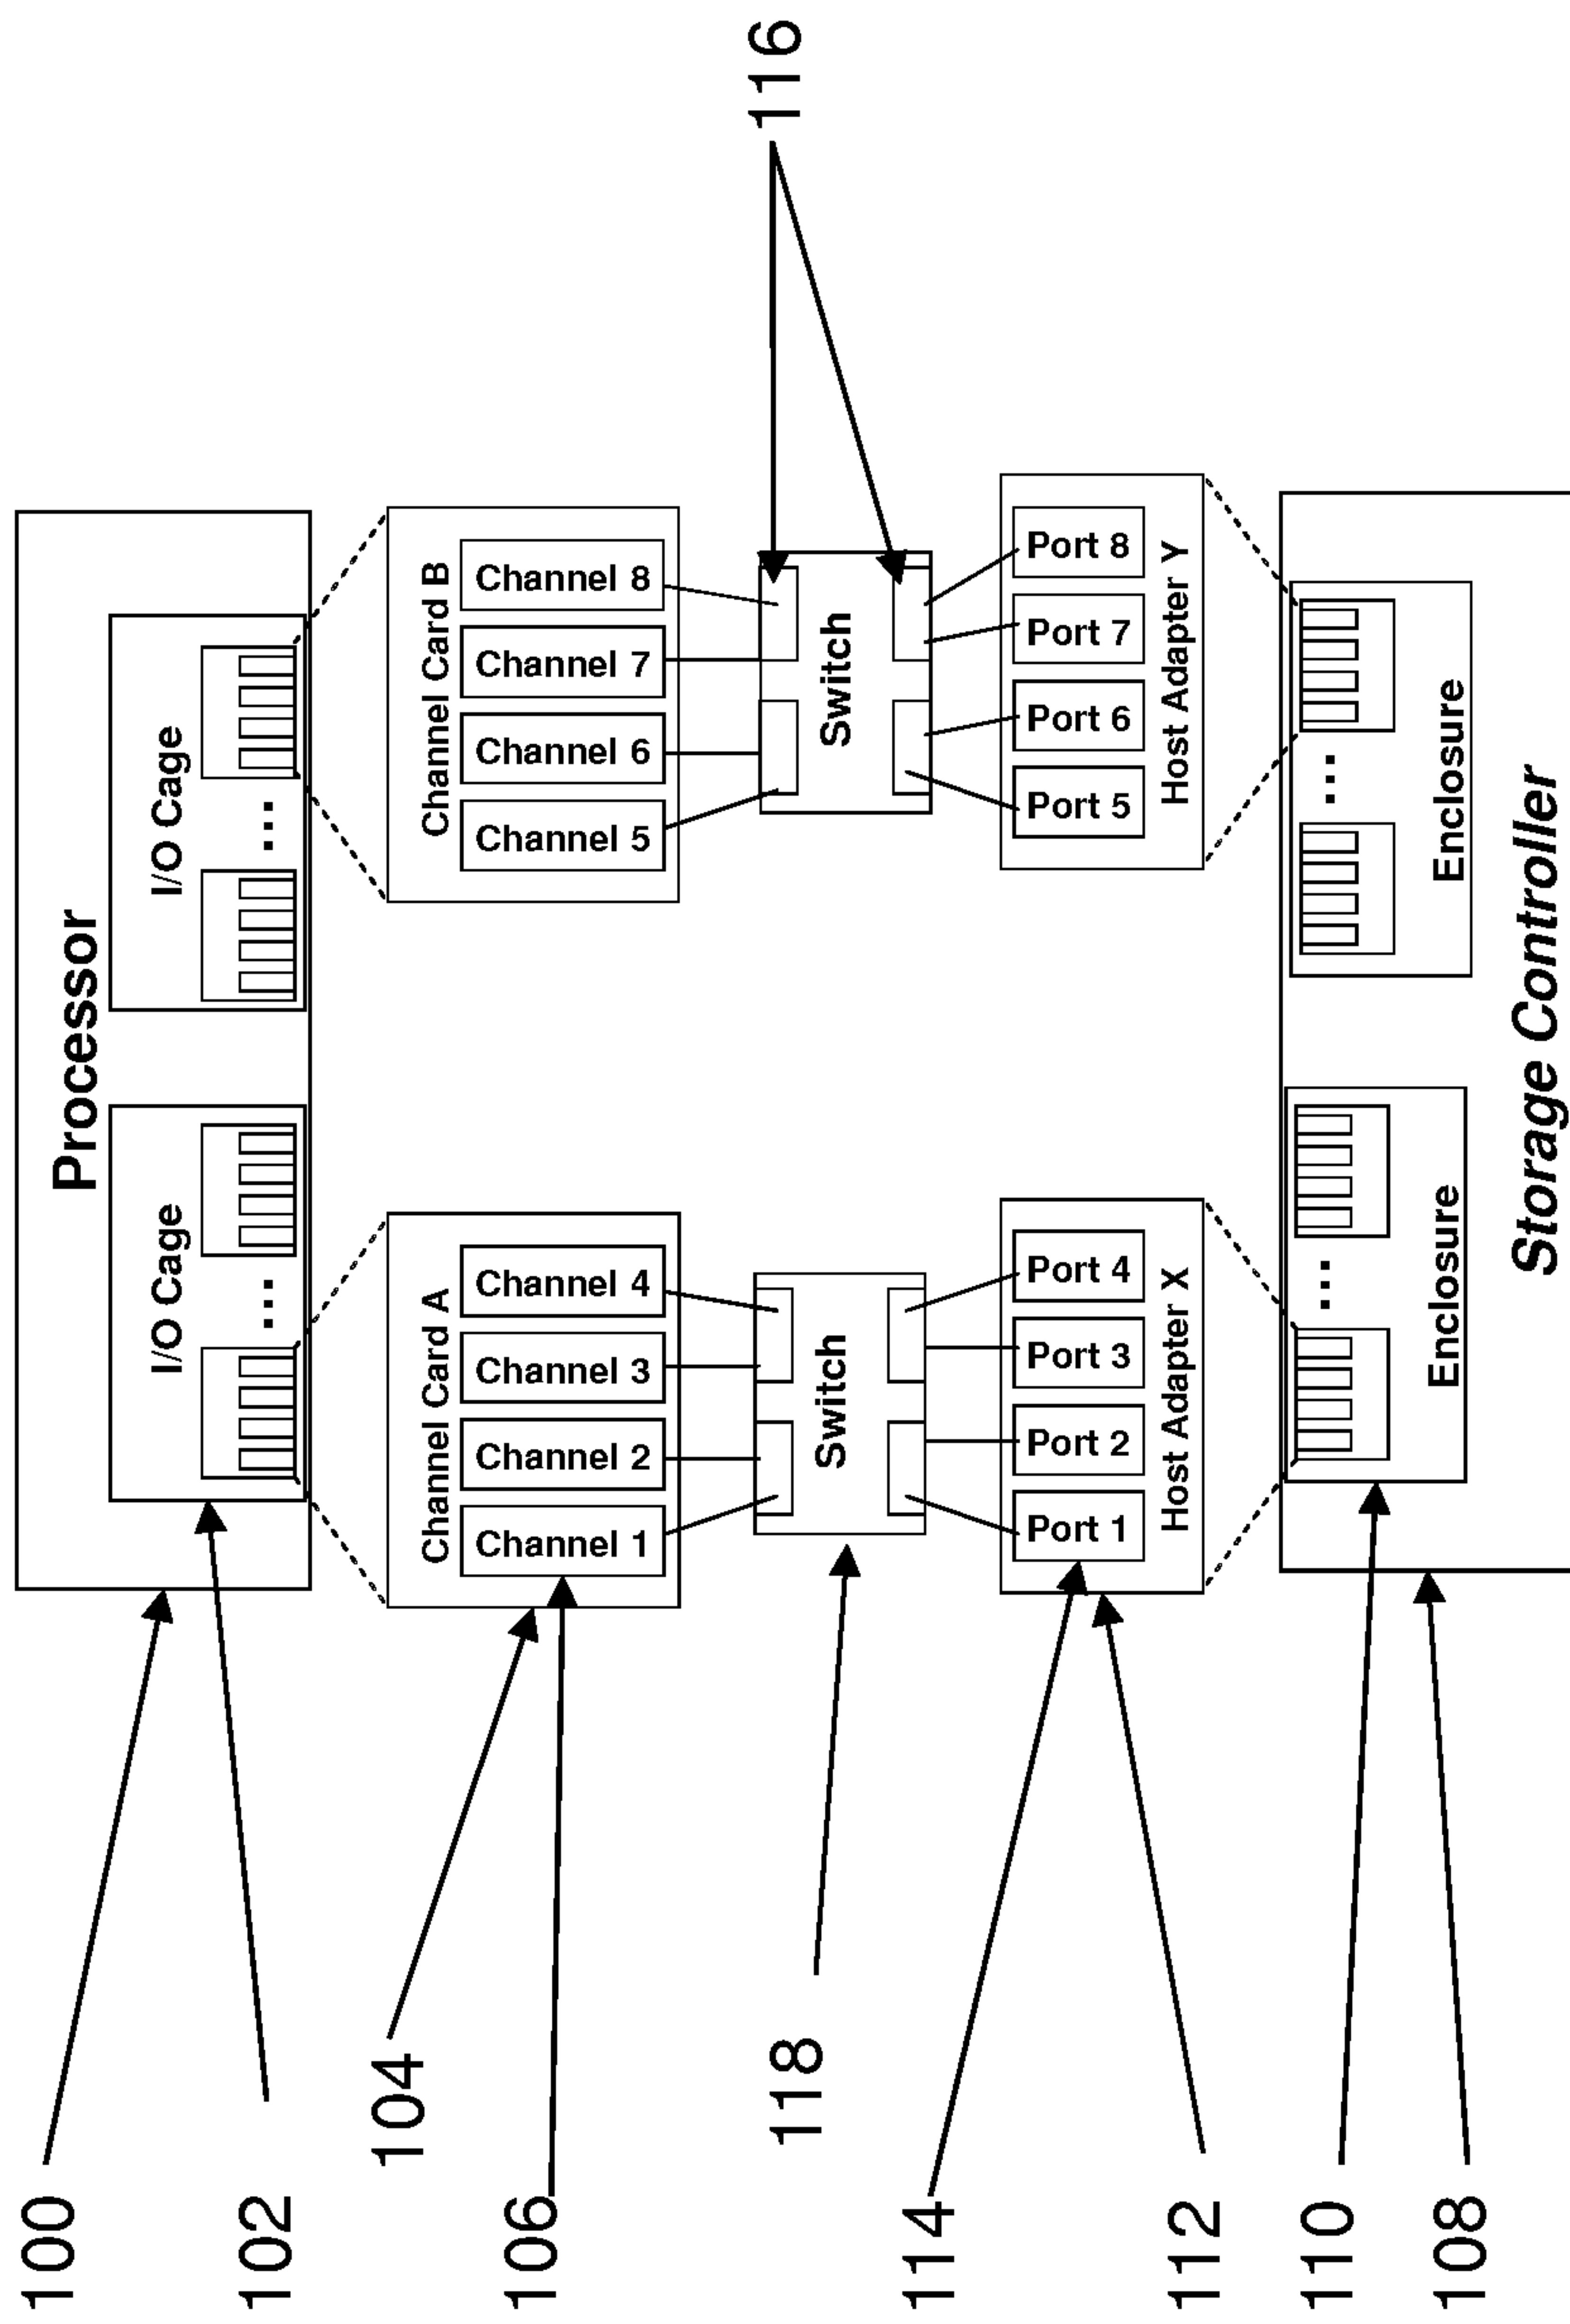 Processor
I/O Cage
I/O Cage
...
...
Channel Card A
Channel 1
Channel 2
Channel 3
Channel 4
Channel Card B
Channel 5
Channel 6
Channel 7
Channel 8
Switch
Switch
Port 1
Port 2
Port 3
Port 4
Host Adapter X
Port 5
Port 6
Port 7
Port 8
Host Adapter Y
...
...
Enclosure
Enclosure
Storage Controller
100
102
104
106
118
114
112
110
108
116